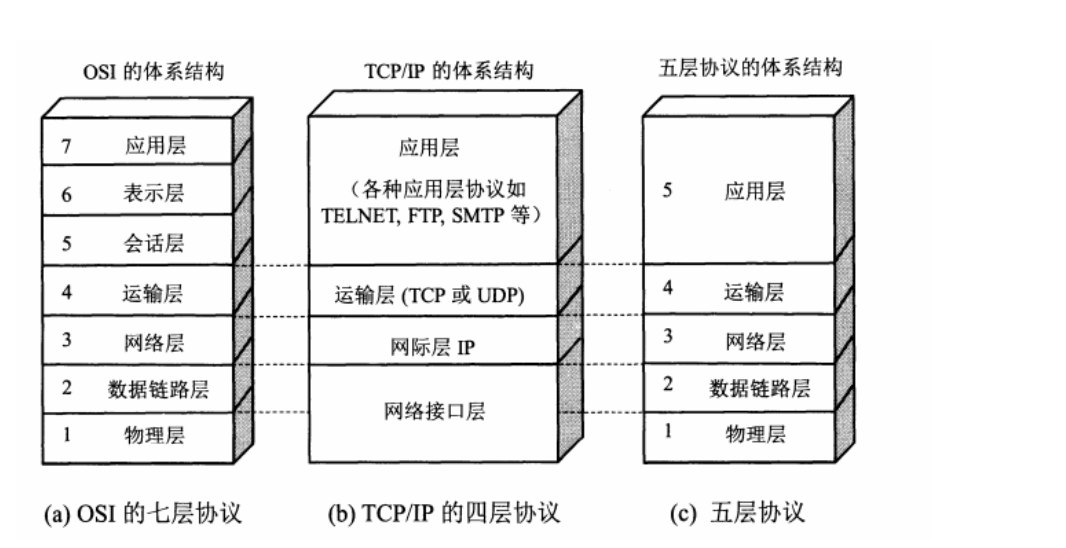 OSI 的体系结构
7 应用层
6 表示层
5 会话层
4 运输层
3 网络层
2 数据链路层
1 物理层
(a) OSI 的七层协议
TCP/IP 的体系结构
应用层
（各种应用层协议如
TELNET, FTP, SMTP 等）
运输层 (TCP 或 UDP)
网际层 IP
网络接口层
(b) TCP/IP 的四层协议
五层协议的体系结构
5 应用层
4 运输层
3 网络层
2 数据链路层
1 物理层
(c) 五层协议